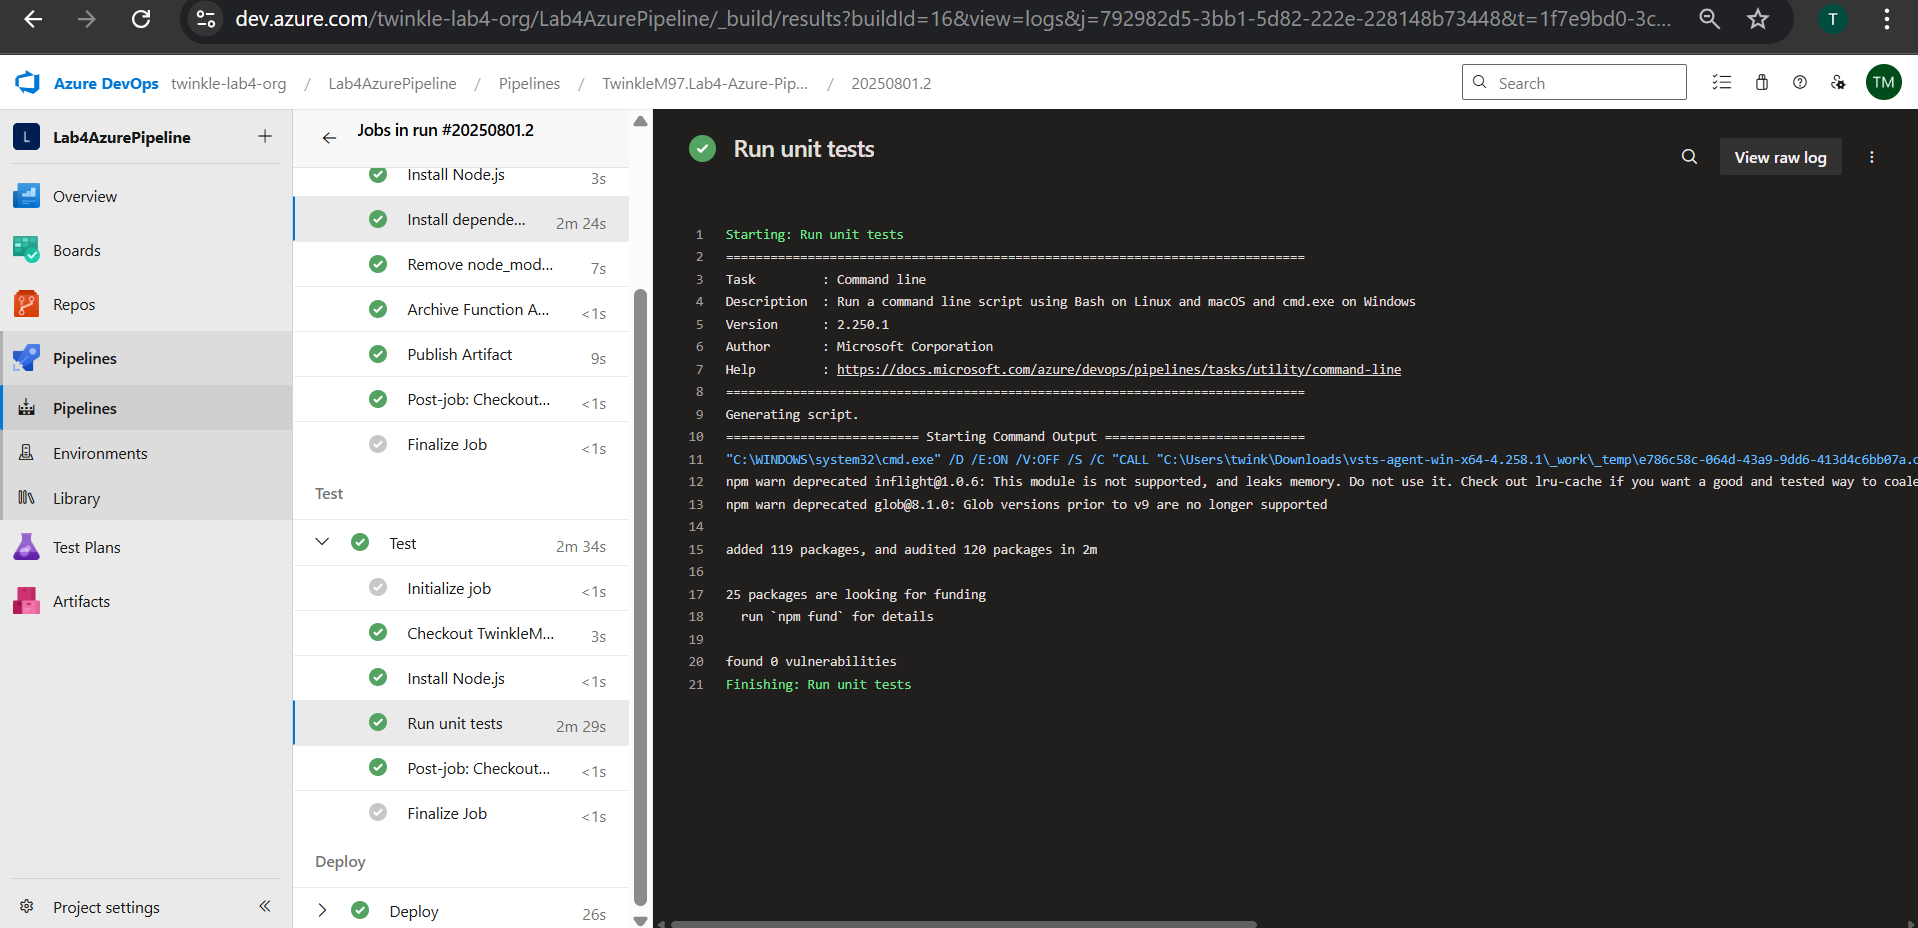 dev.azure.com/twinkle-lab4-org/Lab4AzurePipeline/_build/results?buildId=16&view=logs&j=792982d5-3bb1-5d82-222e-228148b73448&t=1f7e9bd0-3c...
T
Azure DevOps twinkle-lab4-org / Lab4AzurePipeline / Pipelines / TwinkleM97.Lab4-Azure-Pip... / 20250801.2
Search
TM
L Lab4AzurePipeline +
Overview
Boards
Repos
Pipelines
Pipelines
Environments
Library
Test Plans
Artifacts
Project settings
Jobs in run #20250801.2
Install Node.js 3s
Install depende... 2m 24s
Remove node_mod... 7s
Archive Function A... <1s
Publish Artifact 9s
Post-job: Checkout... <1s
Finalize Job <1s
Test
Test 2m 34s
Initialize job <1s
Checkout TwinkleM... 3s
Install Node.js <1s
Run unit tests 2m 29s
Post-job: Checkout... <1s
Finalize Job <1s
Deploy
Deploy 26s
Run unit tests
View raw log
1 Starting: Run unit tests
2 ==============================================================================
3 Task : Command line
4 Description : Run a command line script using Bash on Linux and macOS and cmd.exe on Windows
5 Version : 2.250.1
6 Author : Microsoft Corporation
7 Help : https://docs.microsoft.com/azure/devops/pipelines/tasks/utility/command-line
8 ==============================================================================
9 Generating script.
10 ========================== Starting Command Output ===========================
11 "C:\WINDOWS\system32\cmd.exe" /D /E:ON /V:OFF /S /C "CALL "C:\Users\twink\Downloads\vsts-agent-win-x64-4.258.1\_work\_temp\e786c58c-064d-43a9-9dd6-413d4c6bb07a.c
12 npm warn deprecated inflight@1.0.6: This module is not supported, and leaks memory. Do not use it. Check out lru-cache if you want a good and tested way to coale
13 npm warn deprecated glob@8.1.0: Glob versions prior to v9 are no longer supported
14
15 added 119 packages, and audited 120 packages in 2m
16
17 25 packages are looking for funding
18 run `npm fund` for details
19
20 found 0 vulnerabilities
21 Finishing: Run unit tests